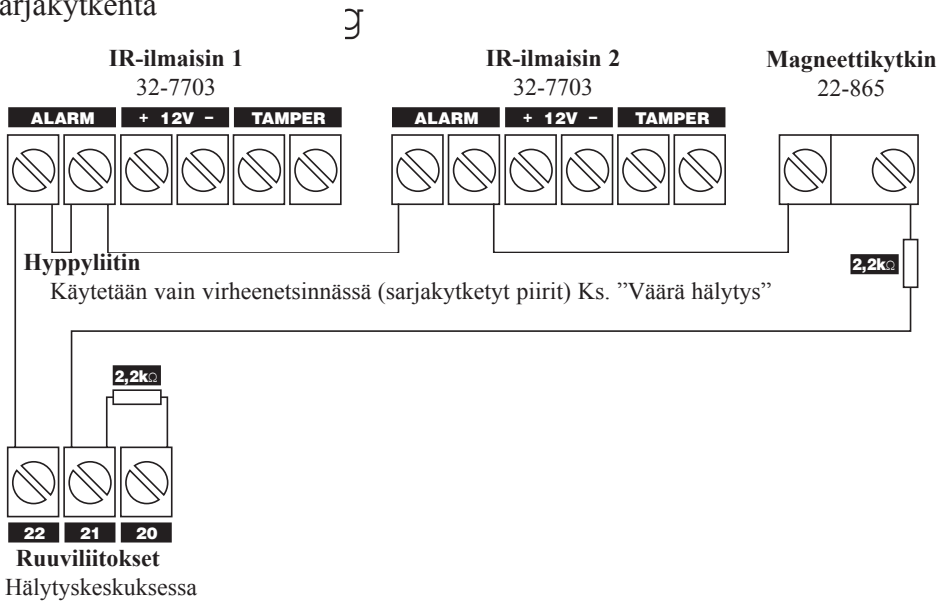 arjakytkentä
g
IR-ilmaisin 1
32-7703
IR-ilmaisin 2
32-7703
Magneettikytkin
22-865
ALARM + 12V – TAMPER
ALARM + 12V – TAMPER
Hyppyliitin
2,2kΩ
Käytetään vain virheenetsinnässä (sarjakytketyt piirit) Ks. ”Väärä hälytys”
2,2kΩ
22 21 20
Ruuviliitokset
Hälytyskeskuksessa